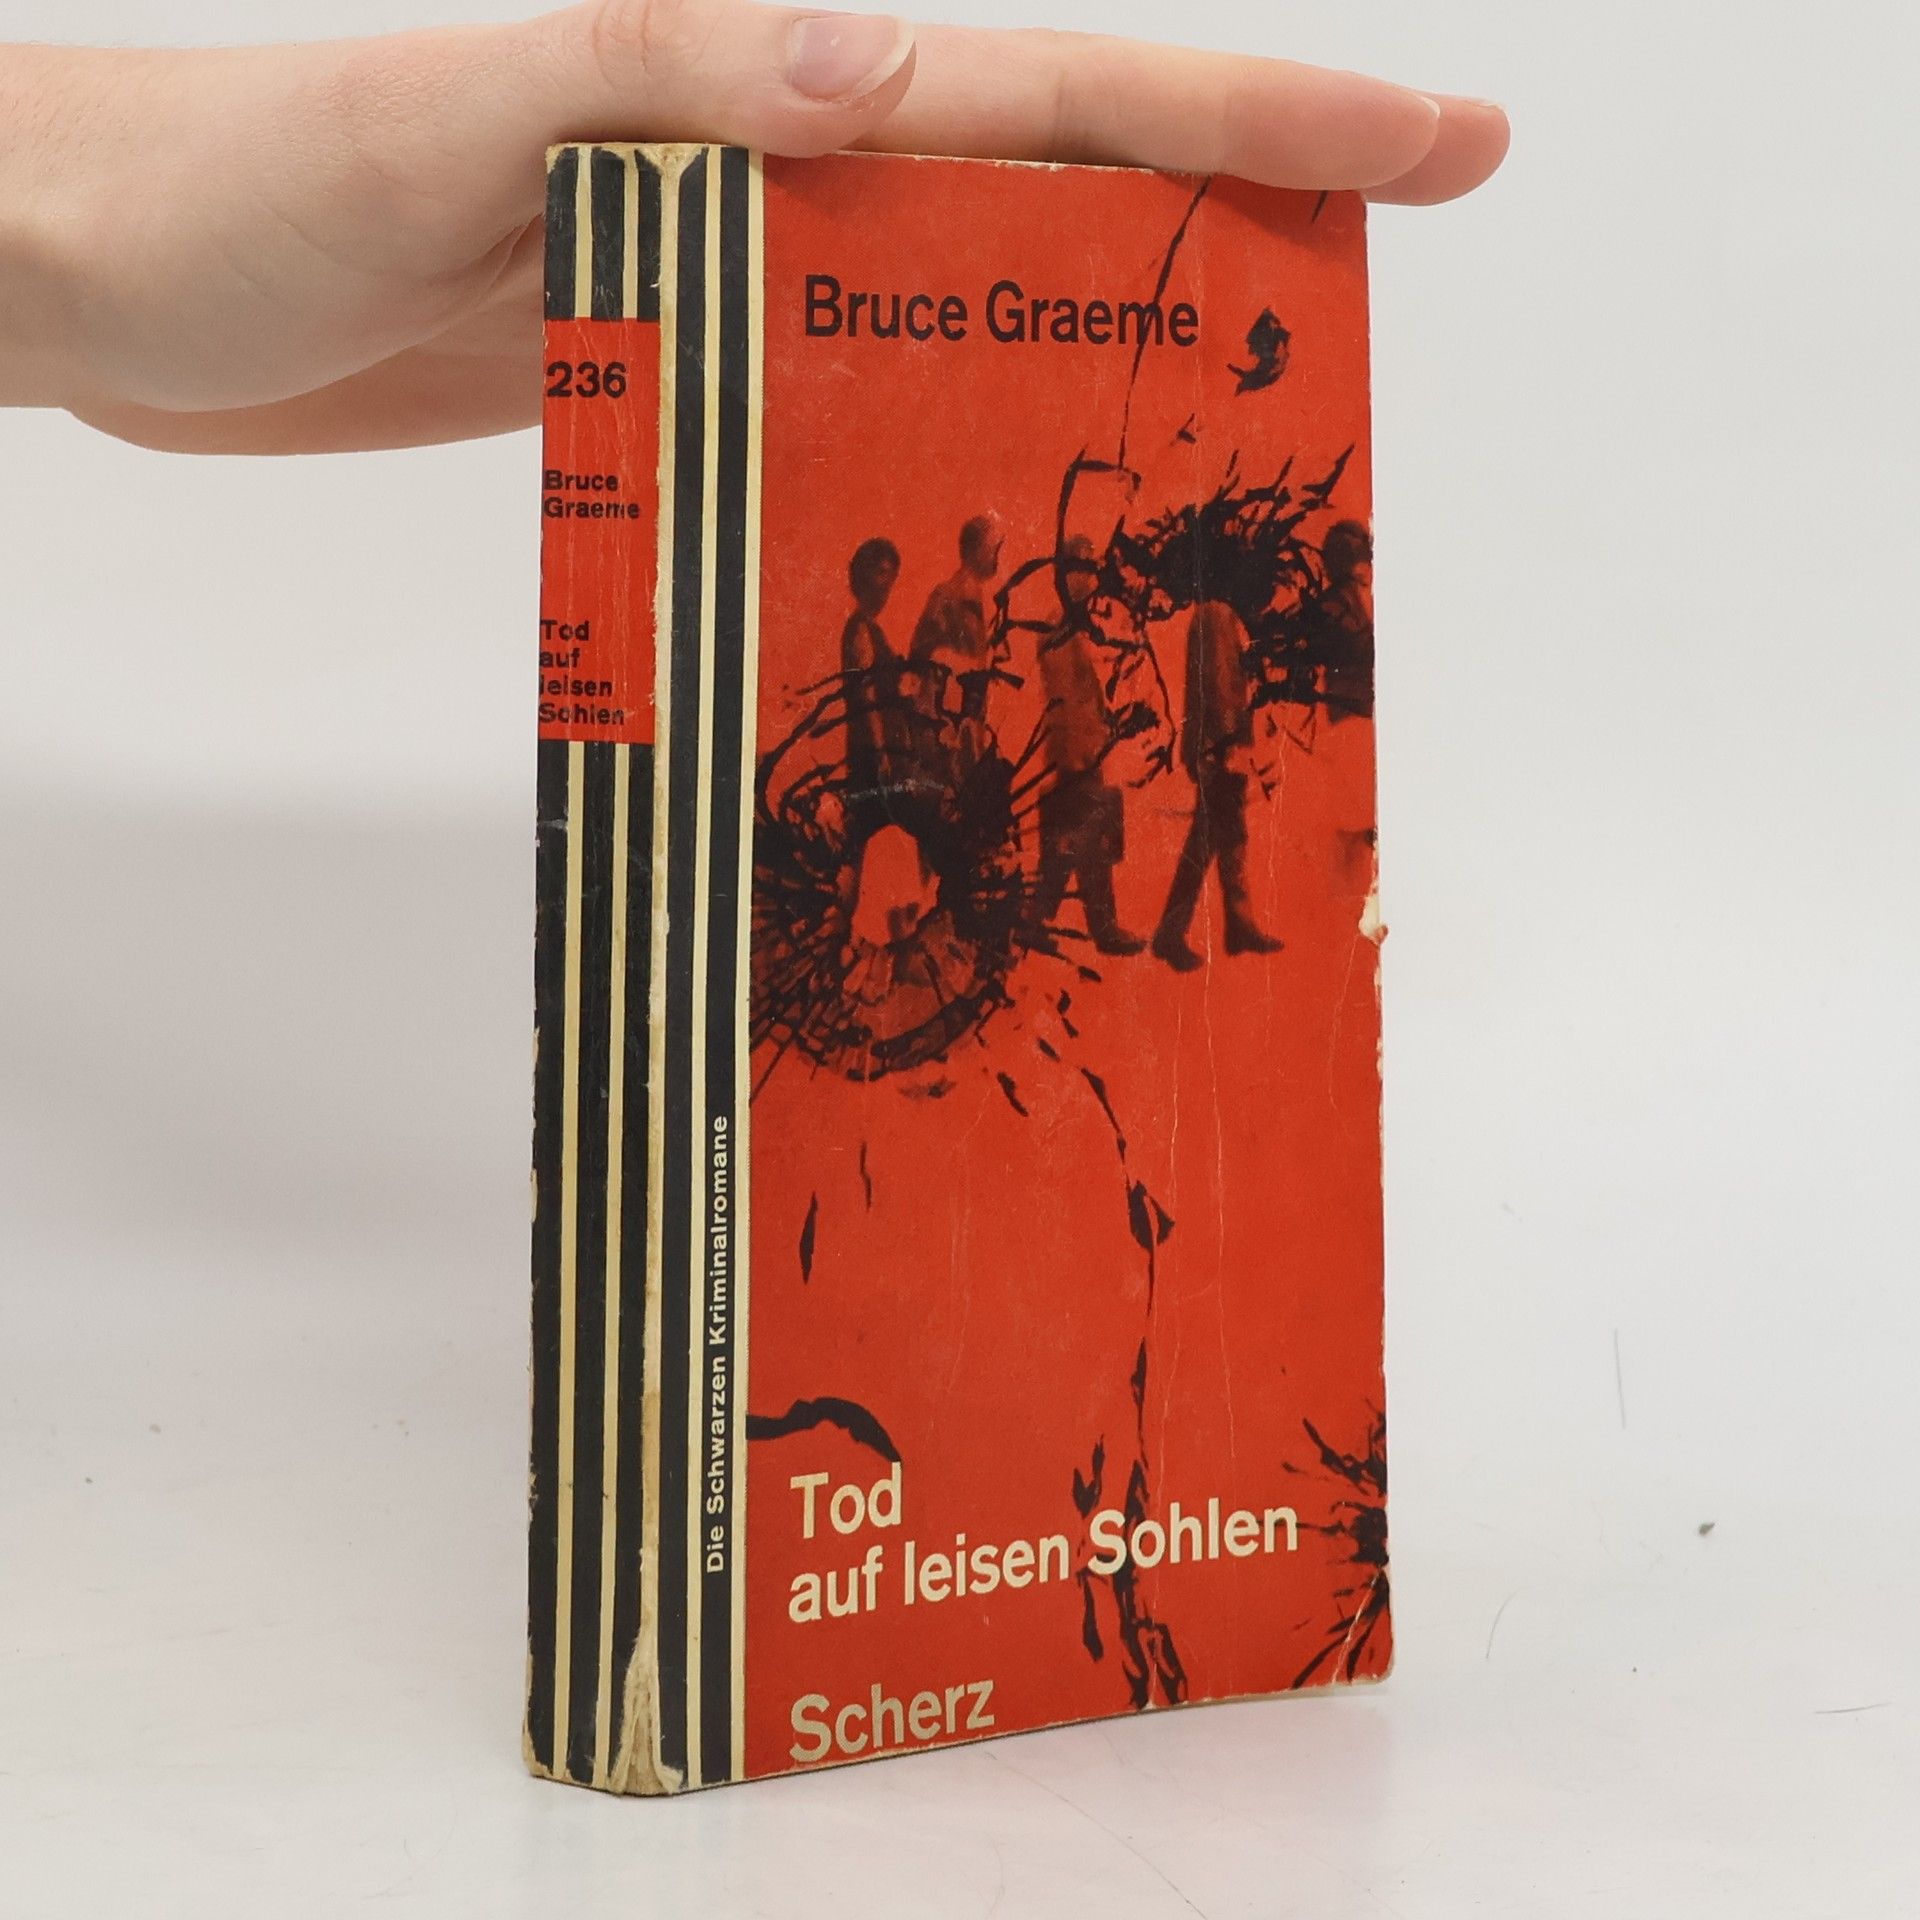 236
Bruce
Graeme
Tod
auf
leisen
Sohlen
Die Schwarzen Kriminalromane
Bruce Graeme
Tod
auf leisen Sohlen
Scherz